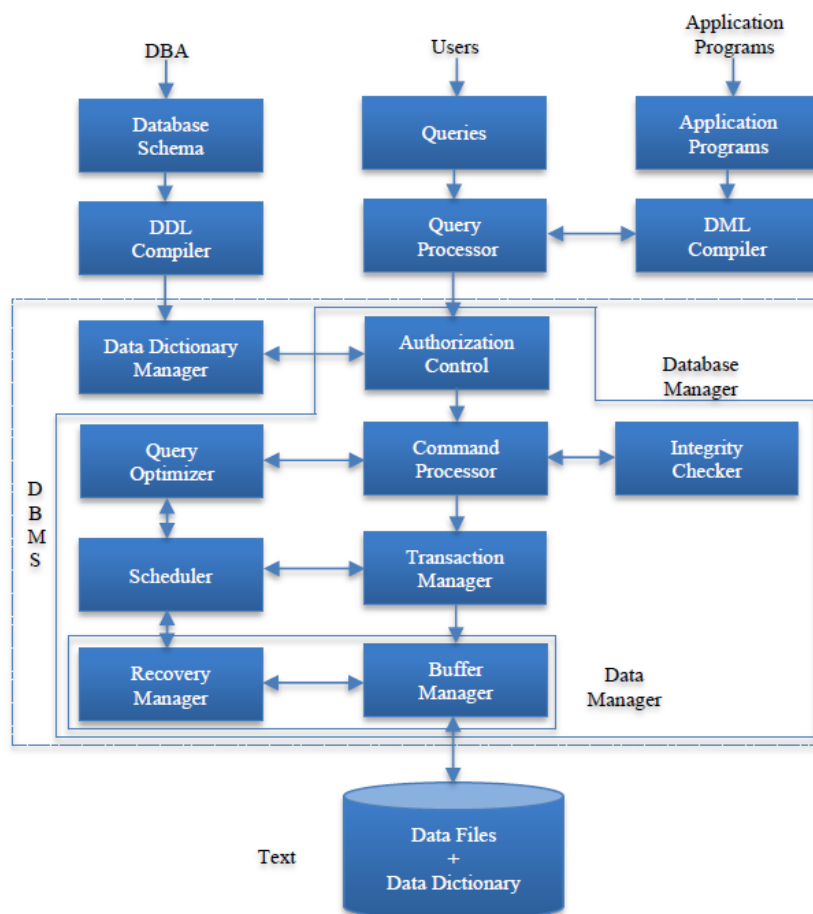 DBA
Users
Application
Programs
Database
Schema
Queries
Application
Programs
DDL
Compiler
Query
Processor
DML
Compiler
Data Dictionary
Manager
Authorization
Control
Database
Manager
Query
Optimizer
Command
Processor
Integrity
Checker
D
B
M
S
Scheduler
Transaction
Manager
Recovery
Manager
Buffer
Manager
Data
Manager
Text
Data Files
+
Data Dictionary